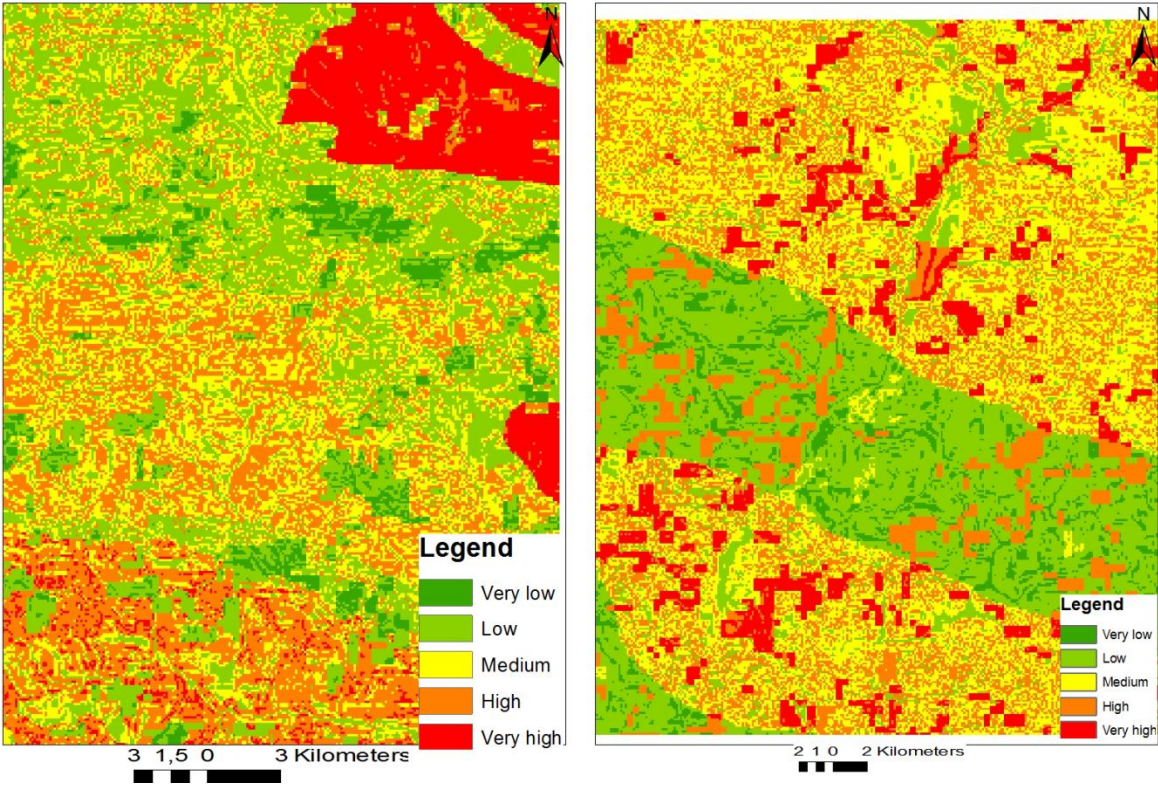 N
Legend
Very low
Low
Medium
High
Very high
3 1,5 0 3 Kilometers
N
Legend
Very low
Low
Medium
High
Very high
2 1 0 2 Kilometers